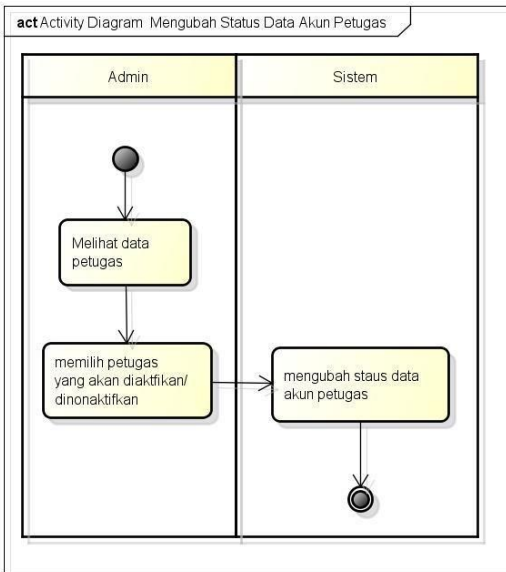 act Activity Diagram Mengubah Status Data Akun Petugas
Admin
Sistem
Melihat data
petugas
memilih petugas
yang akan diaktfikan/
dinonaktifkan
mengubah staus data
akun petugas